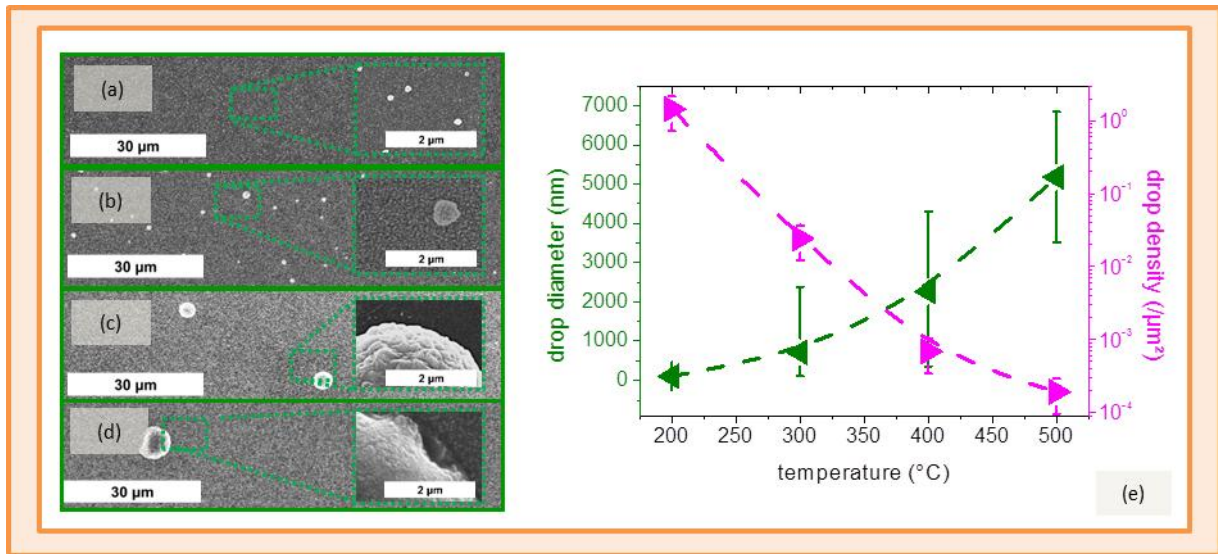 (a)
30 µm
2 µm
(b)
30 µm
2 µm
(c)
30 µm
2 µm
(d)
30 µm
2 µm
drop diameter (nm)
7000
6000
5000
4000
3000
2000
1000
0
200 250 300 350 400 450 500
temperature (°C)
10⁰
10⁻¹
10⁻²
10⁻³
10⁻⁴
drop density (/µm²)
(e)